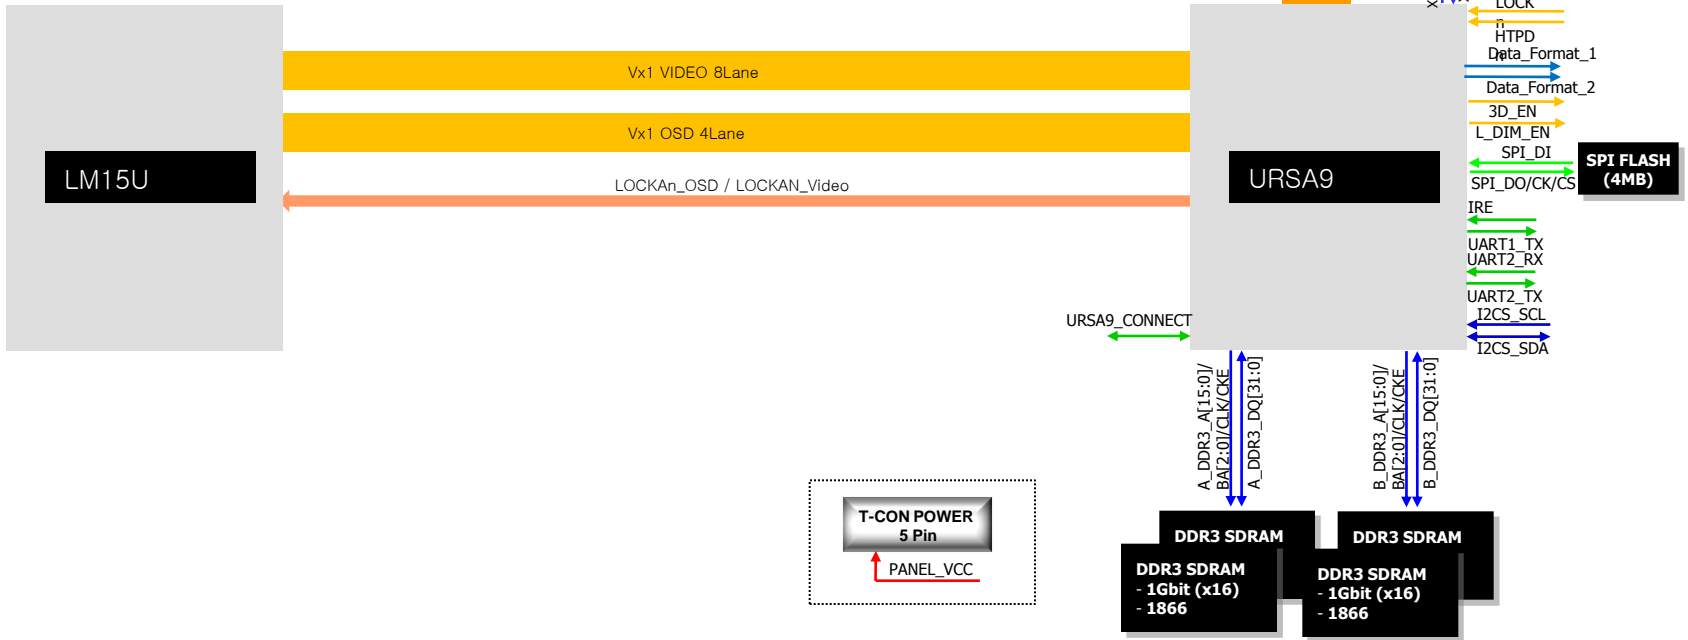 LOCK
n
HTPD
n
Data_Format_1
Vx1 VIDEO 8Lane
Data_Format_2
3D_EN
Vx1 OSD 4Lane
L_DIM_EN
SPI_DI
SPI FLASH
(4MB)
LM15U
URSA9
LOCKAn_OSD / LOCKAN_Video
SPI_DO/CK/CS
IRE
UART1_TX
UART2_RX
UART2_TX
URSA9_CONNECT
I2CS_SCL
I2CS_SDA
A_DDR3_A[15:0]/
BA[2:0]/CLK/CKE
A_DDR3_DQ[31:0]
B_DDR3_A[15:0]/
BA[2:0]/CLK/CKE
B_DDR3_DQ[31:0]
T-CON POWER
5 Pin
PANEL_VCC
DDR3 SDRAM
DDR3 SDRAM
DDR3 SDRAM
- 1Gbit (x16)
- 1866
DDR3 SDRAM
- 1Gbit (x16)
- 1866